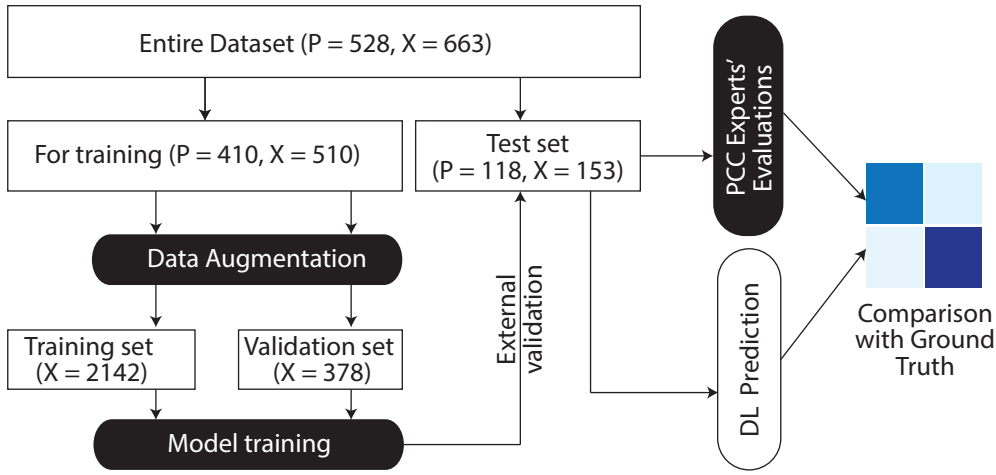 Entire Dataset (P = 528, X = 663)
For training (P = 410, X = 510)
Test set
(P = 118, X = 153)
PCC Experts'
Evaluations
Data Augmentation
Training set
(X = 2142)
Validation set
(X = 378)
External
validation
Model training
DL Prediction
Comparison
with Ground
Truth